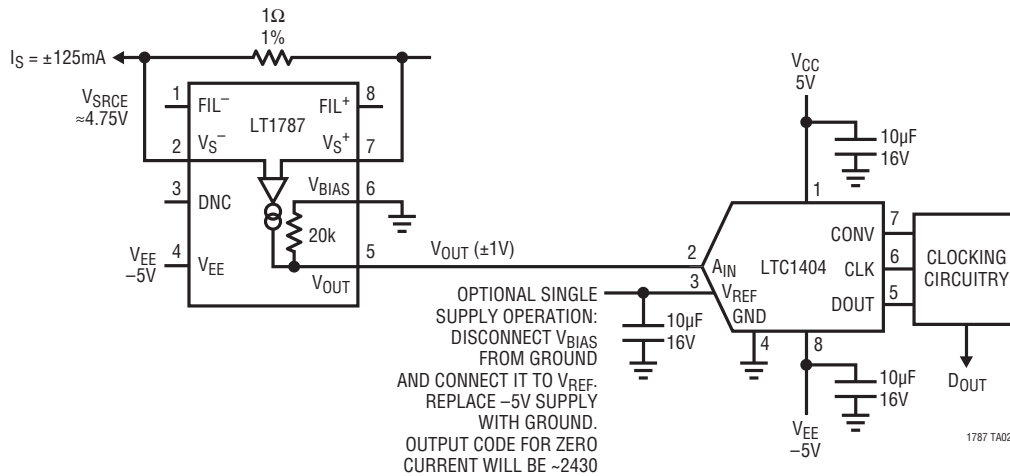 1Ω
1%
I_S = ±125mA
V_SRCE
≈4.75V
1
FIL⁻
FIL⁺
8
LT1787
2
V_S⁻
V_S⁺
7
3
DNC
V_BIAS
6
20k
V_EE
–5V
4
V_EE
V_OUT
5
V_OUT (±1V)
V_CC
5V
10µF
16V
1
2
A_IN
LTC1404
3
V_REF
GND
4
CONV
7
CLK
6
DOUT
5
8
CLOCKING
CIRCUITRY
D_OUT
10µF
16V
10µF
16V
V_EE
–5V
OPTIONAL SINGLE
SUPPLY OPERATION:
DISCONNECT V_BIAS
FROM GROUND
AND CONNECT IT TO V_REF.
REPLACE –5V SUPPLY
WITH GROUND.
OUTPUT CODE FOR ZERO
CURRENT WILL BE ~2430
1787 TA02